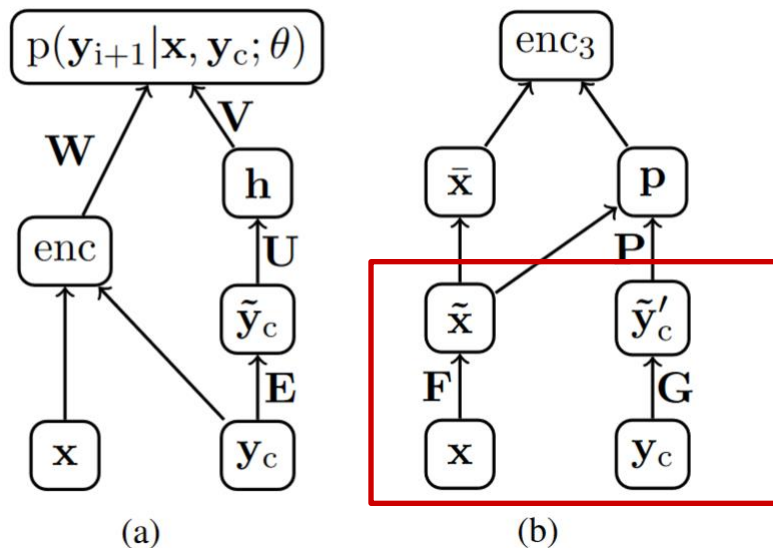 p(y_{i+1}|x, y_c; θ)
W
V
h
enc
U
ỹ_c
E
x
y_c
(a)
enc_3
x̄
p
P
x̃
ỹ′_c
F
G
x
y_c
(b)